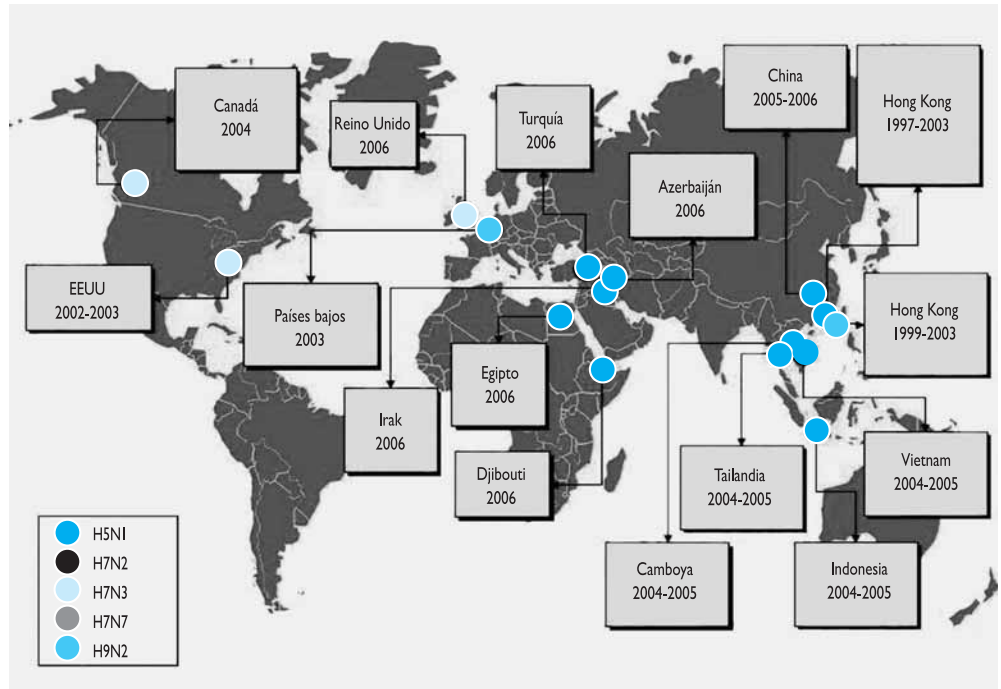 Canadá
2004
Reino Unido
2006
Turquía
2006
China
2005-2006
Hong Kong
1997-2003
Azerbaiján
2006
EEUU
2002-2003
Países bajos
2003
Egipto
2006
Irak
2006
Djibouti
2006
Hong Kong
1999-2003
Tailandia
2004-2005
Vietnam
2004-2005
Camboya
2004-2005
Indonesia
2004-2005
H5N1
H7N2
H7N3
H7N7
H9N2